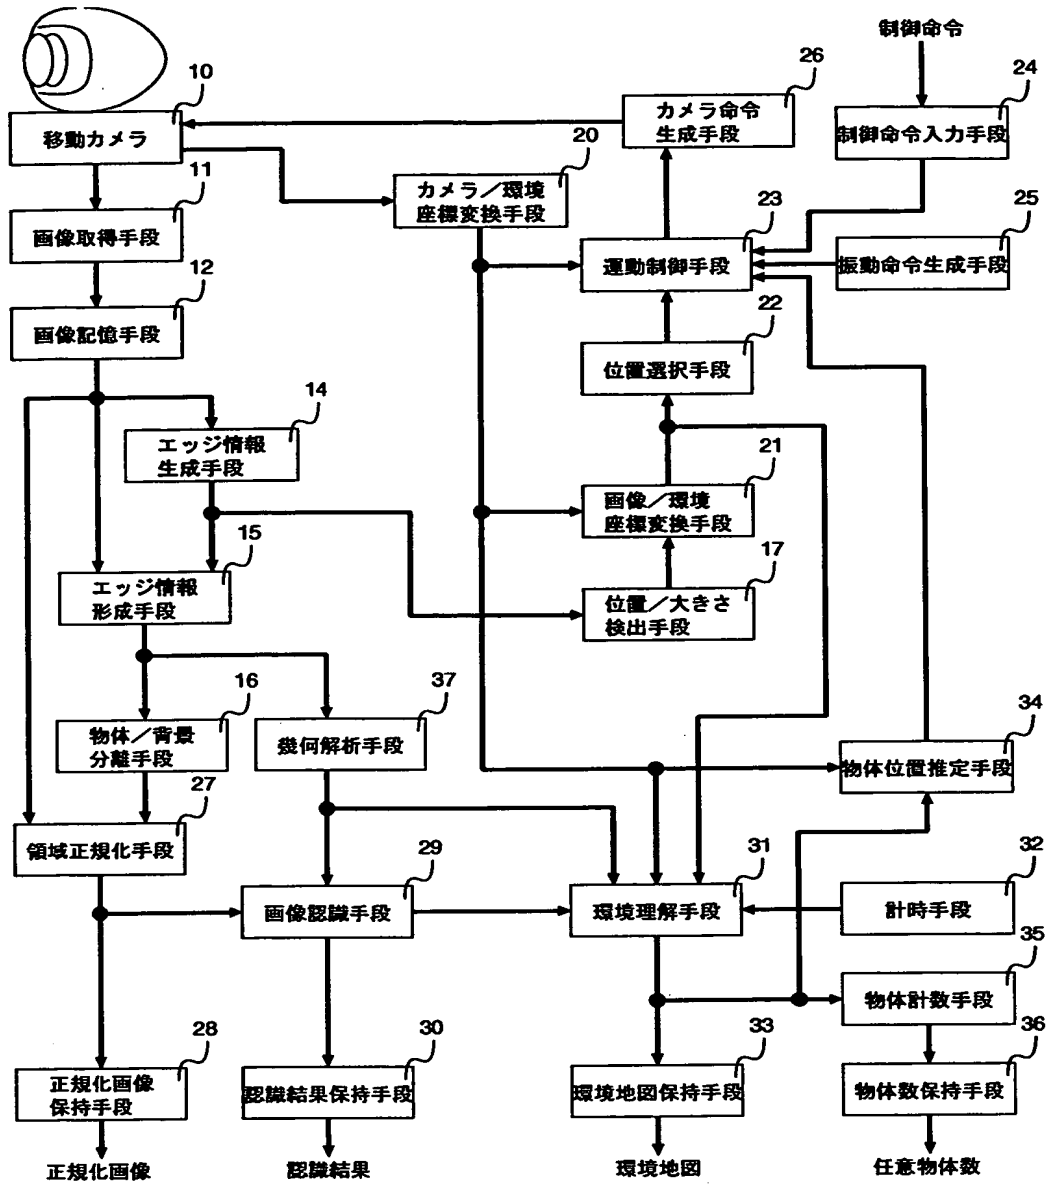 制御命令
10
移動カメラ
26
カメラ命令
生成手段
24
制御命令入力手段
11
画像取得手段
20
カメラ／環境
座標変換手段
23
運動制御手段
25
振動命令生成手段
12
画像記憶手段
22
位置選択手段
14
エッジ情報
生成手段
21
画像／環境
座標変換手段
15
エッジ情報
形成手段
17
位置／大きさ
検出手段
16
物体／背景
分離手段
37
幾何解析手段
34
物体位置推定手段
27
領域正規化手段
29
画像認識手段
31
環境理解手段
32
計時手段
35
物体計数手段
28
正規化画像
保持手段
30
認識結果保持手段
33
環境地図保持手段
36
物体数保持手段
正規化画像
認識結果
環境地図
任意物体数